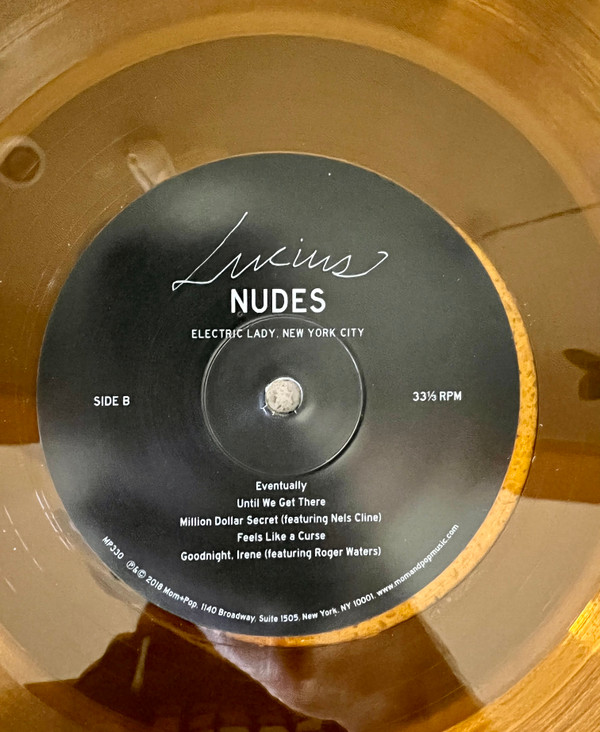 Lucius
NUDES
ELECTRIC LADY, NEW YORK CITY
SIDE B
33⅓ RPM
Eventually
Until We Get There
Million Dollar Secret (featuring Nels Cline)
Feels Like a Curse
Goodnight, Irene (featuring Roger Waters)
MP330 ℗&© 2018 Mom+Pop. 1140 Broadway, Suite 1505, New York, NY 10001. www.momandpopmusic.com